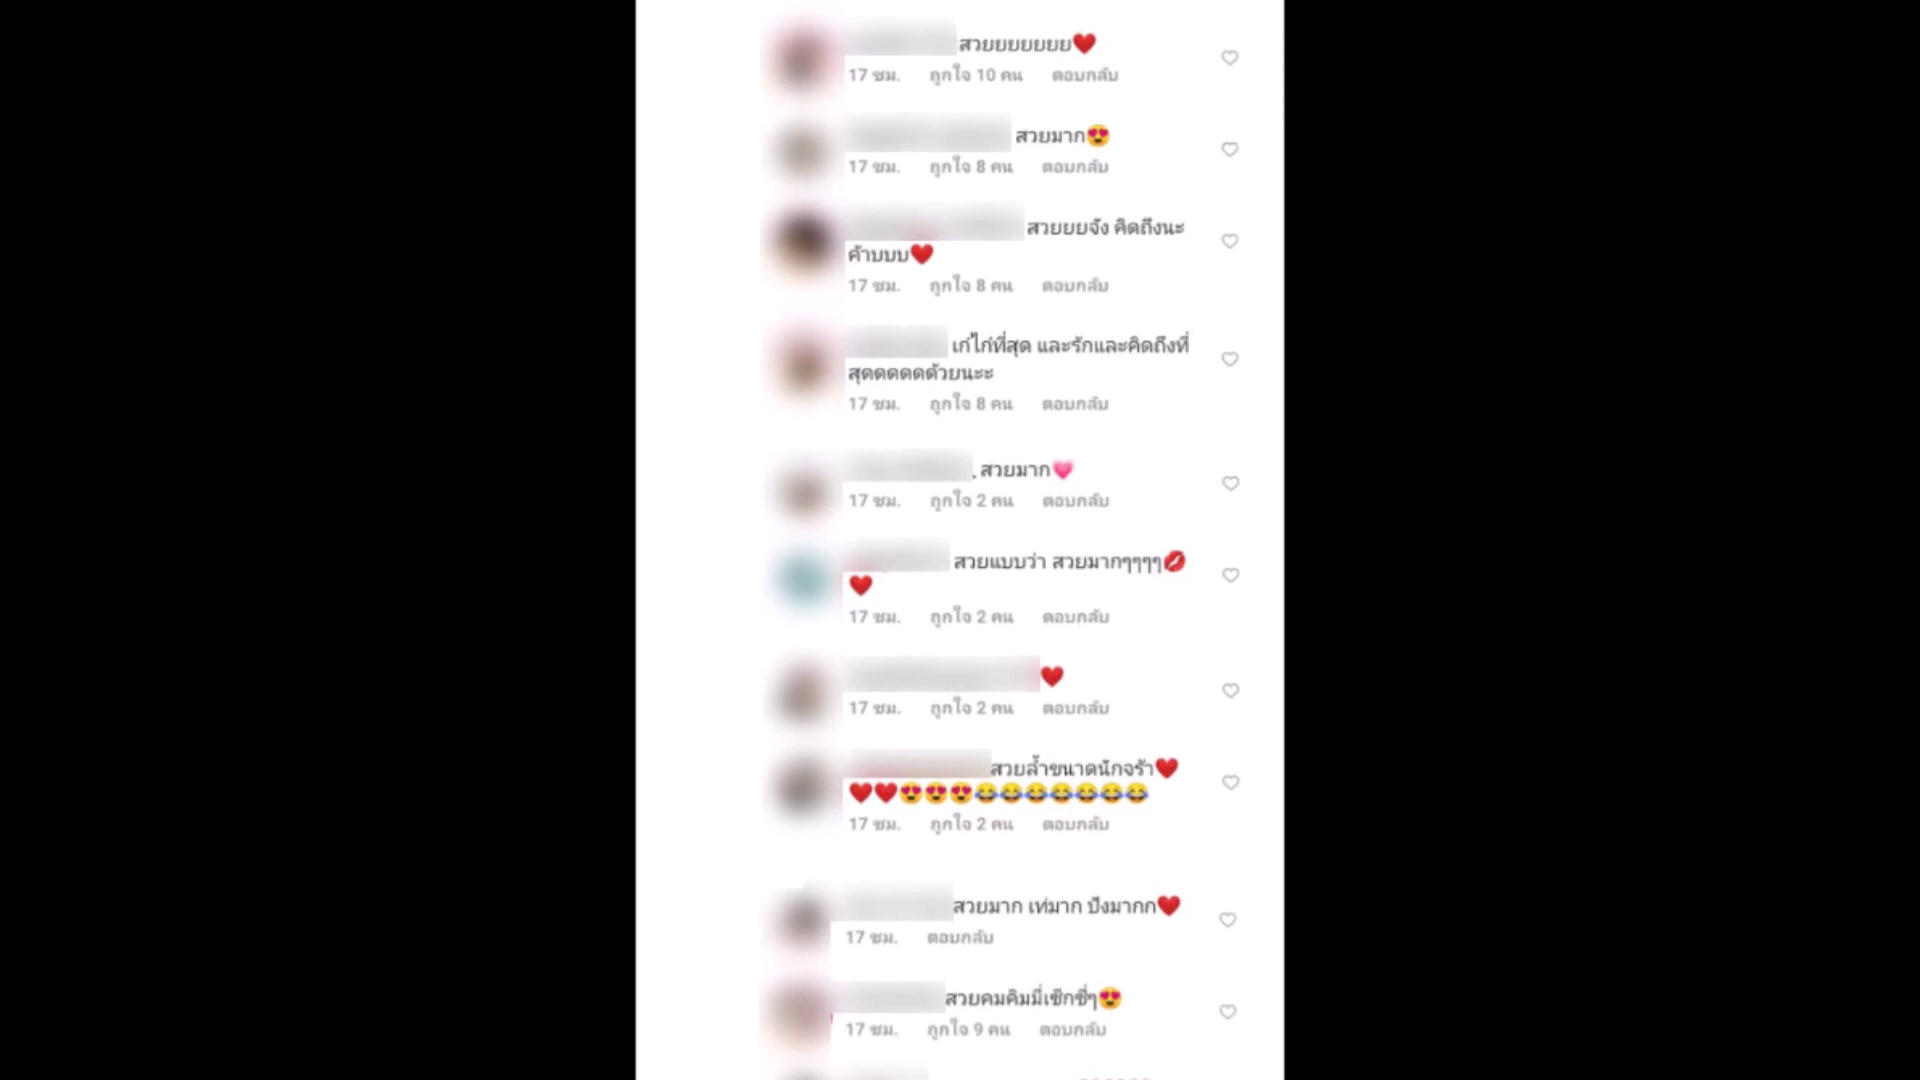 สวยยยยยยย❤️
17 ชม. ถูกใจ 10 คน ตอบกลับ
สวยมาก😍
17 ชม. ถูกใจ 8 คน ตอบกลับ
สวยยยจัง คิดถึงนะ
ค้าบบบ❤️
17 ชม. ถูกใจ 8 คน ตอบกลับ
เก๋ไก๋ที่สุด และรักและคิดถึงที่
สุดดดดดด้วยนะะ
17 ชม. ถูกใจ 8 คน ตอบกลับ
. สวยมาก💗
17 ชม. ถูกใจ 2 คน ตอบกลับ
สวยแบบว่า สวยมากๆๆๆๆ💋
❤️
17 ชม. ถูกใจ 2 คน ตอบกลับ
❤️
17 ชม. ถูกใจ 2 คน ตอบกลับ
สวยล้ำขนาดนักจร้า❤️
❤️❤️😍😍😍😂😂😂😂😂😂😂
17 ชม. ถูกใจ 2 คน ตอบกลับ
สวยมาก เท่มาก ปังมากก❤️
17 ชม. ตอบกลับ
สวยคมคิมมี่เซ็กซี่ๆ😍
17 ชม. ถูกใจ 9 คน ตอบกลับ